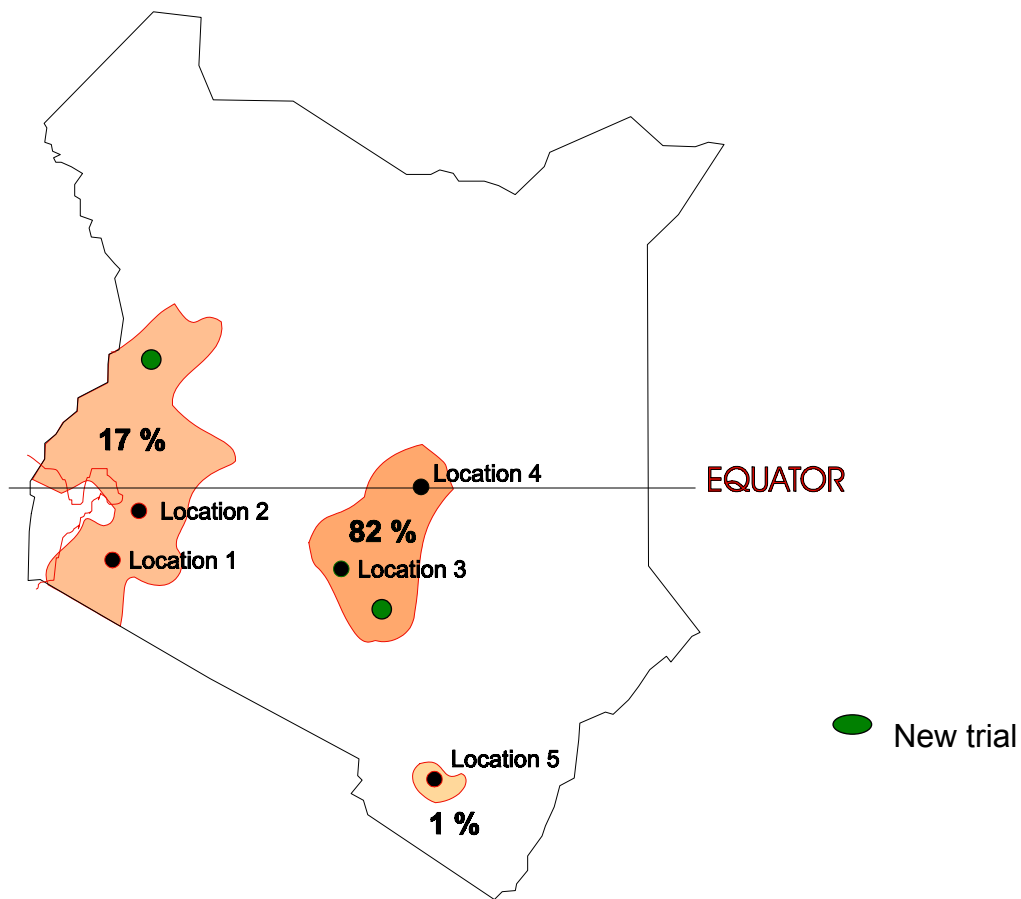 17 %
Location 4
EQUATOR
Location 2
82 %
Location 1
Location 3
New trial
Location 5
1 %